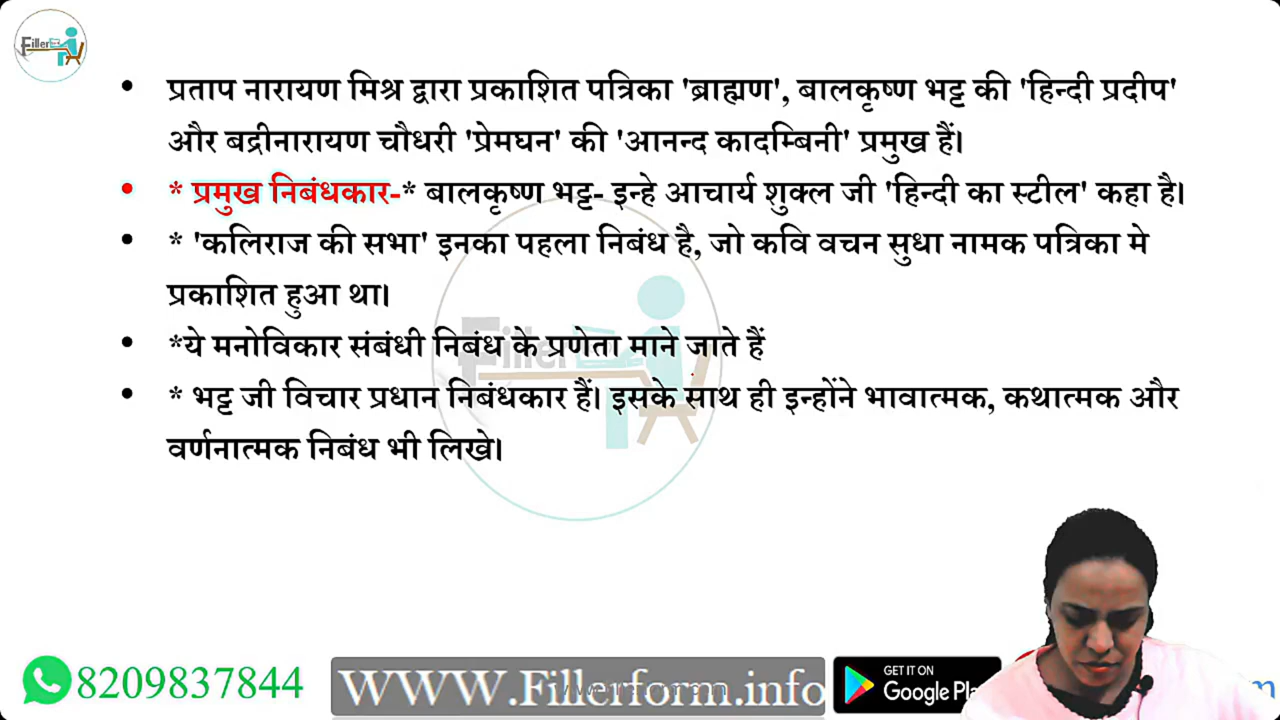 Filler
• प्रताप नारायण मिश्र द्वारा प्रकाशित पत्रिका 'ब्राह्मण', बालकृष्ण भट्ट की 'हिन्दी प्रदीप'
और बद्रीनारायण चौधरी 'प्रेमघन' की 'आनन्द कादम्बिनी' प्रमुख हैं।
• * प्रमुख निबंधकार-* बालकृष्ण भट्ट- इन्हे आचार्य शुक्ल जी 'हिन्दी का स्टील' कहा है।
• * 'कलिराज की सभा' इनका पहला निबंध है, जो कवि वचन सुधा नामक पत्रिका मे
प्रकाशित हुआ था।
• *ये मनोविकार संबंधी निबंध के प्रणेता माने जाते हैं
• * भट्ट जी विचार प्रधान निबंधकार हैं। इसके साथ ही इन्होंने भावात्मक, कथात्मक और
वर्णनात्मक निबंध भी लिखे।
Filler
8209837844
WWW.Fillerform.info
GET IT ON
Google Pla
m